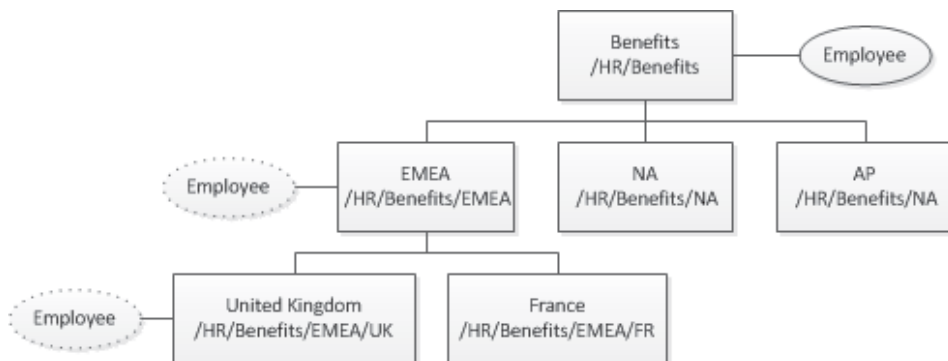 Benefits
/HR/Benefits
Employee
Employee
EMEA
/HR/Benefits/EMEA
NA
/HR/Benefits/NA
AP
/HR/Benefits/NA
Employee
United Kingdom
/HR/Benefits/EMEA/UK
France
/HR/Benefits/EMEA/FR